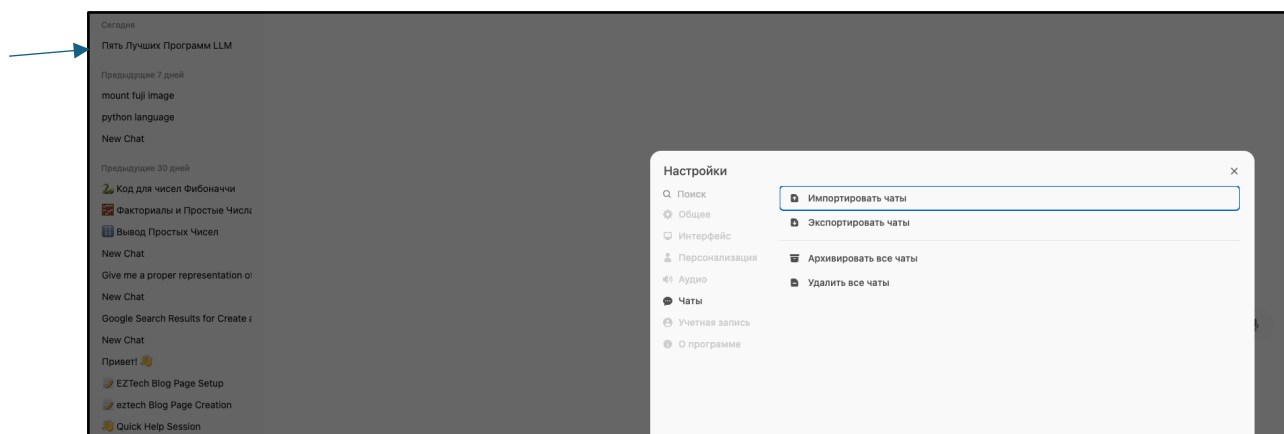 Сегодня
Пять Лучших Программ LLM
Предыдущие 7 дней
mount fuji image
python language
New Chat
Предыдущие 30 дней
Код для чисел Фибоначчи
Факториалы и Простые Числа
Вывод Простых Чисел
New Chat
Give me a proper representation of
New Chat
Google Search Results for Create a
New Chat
Привет!
EZTech Blog Page Setup
eztech Blog Page Creation
Quick Help Session
Настройки
Поиск
Общее
Интерфейс
Персонализация
Аудио
Чаты
Учетная запись
О программе
Импортировать чаты
Экспортировать чаты
Архивировать все чаты
Удалить все чаты